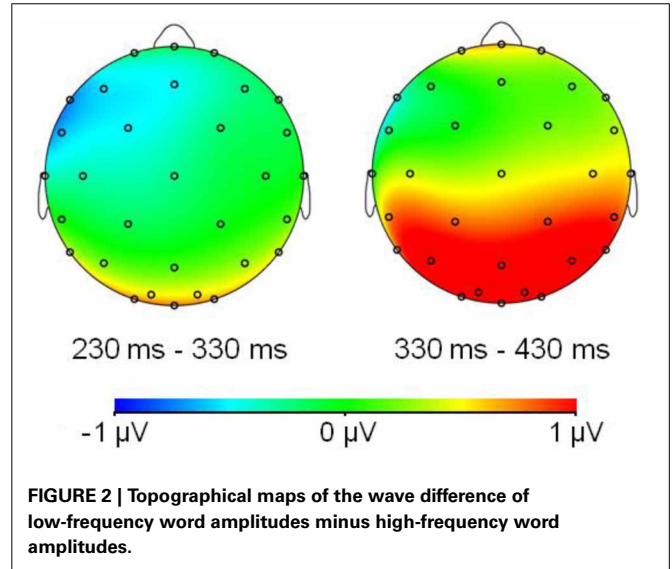 230 ms - 330 ms
330 ms - 430 ms
-1 µV
0 µV
1 µV
FIGURE 2 | Topographical maps of the wave difference of
low-frequency word amplitudes minus high-frequency word
amplitudes.